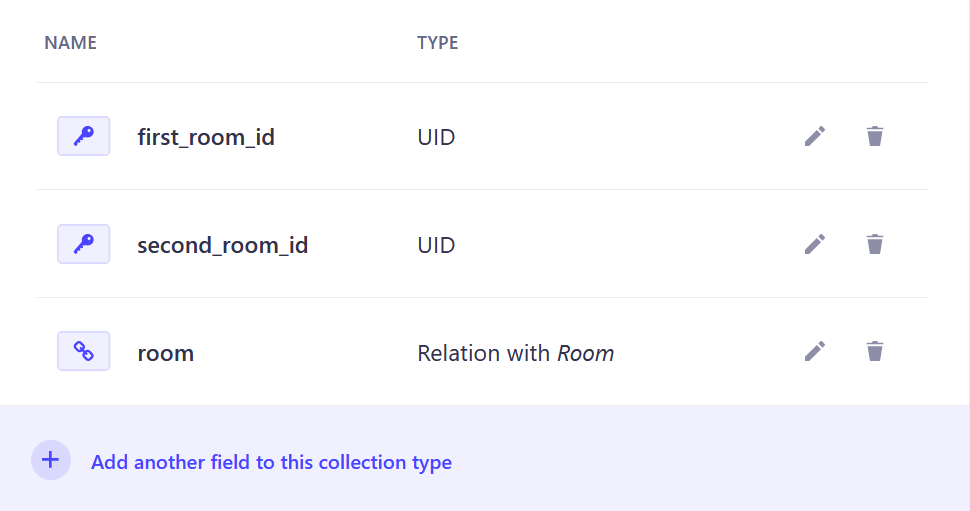 NAME TYPE
first_room_id UID
second_room_id UID
room Relation with Room
Add another field to this collection type